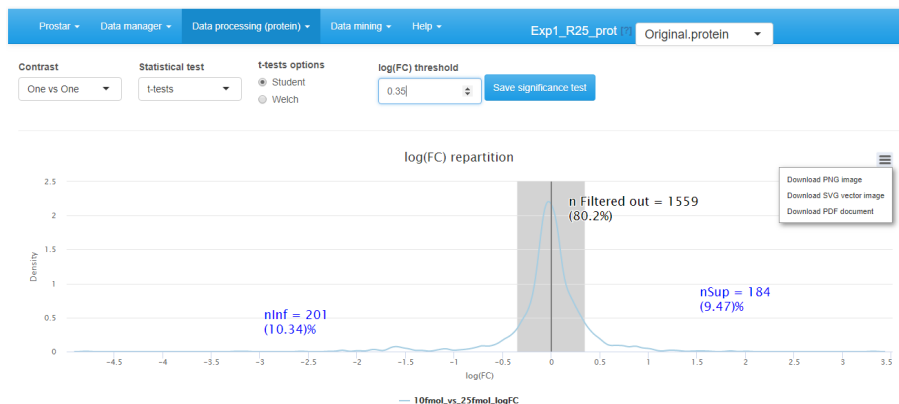 Prostar Data manager Data processing (protein) Data mining Help Exp1_R25_prot [?] Original.protein
Contrast Statistical test t-tests options log(FC) threshold
One vs One t-tests Student 0.35 Save significance test
Welch
log(FC) repartition
Download PNG image
Download SVG vector image
Download PDF document
n Filtered out = 1559
(80.2%)
nSup = 184
(9.47)%
nInf = 201
(10.34)%
Density
2.5
2
1.5
1
0.5
0
-4.5 -4 -3.5 -3 -2.5 -2 -1.5 -1 -0.5 0 0.5 1 1.5 2 2.5 3 3.5
log(FC)
10fmol_vs_25fmol_logFC